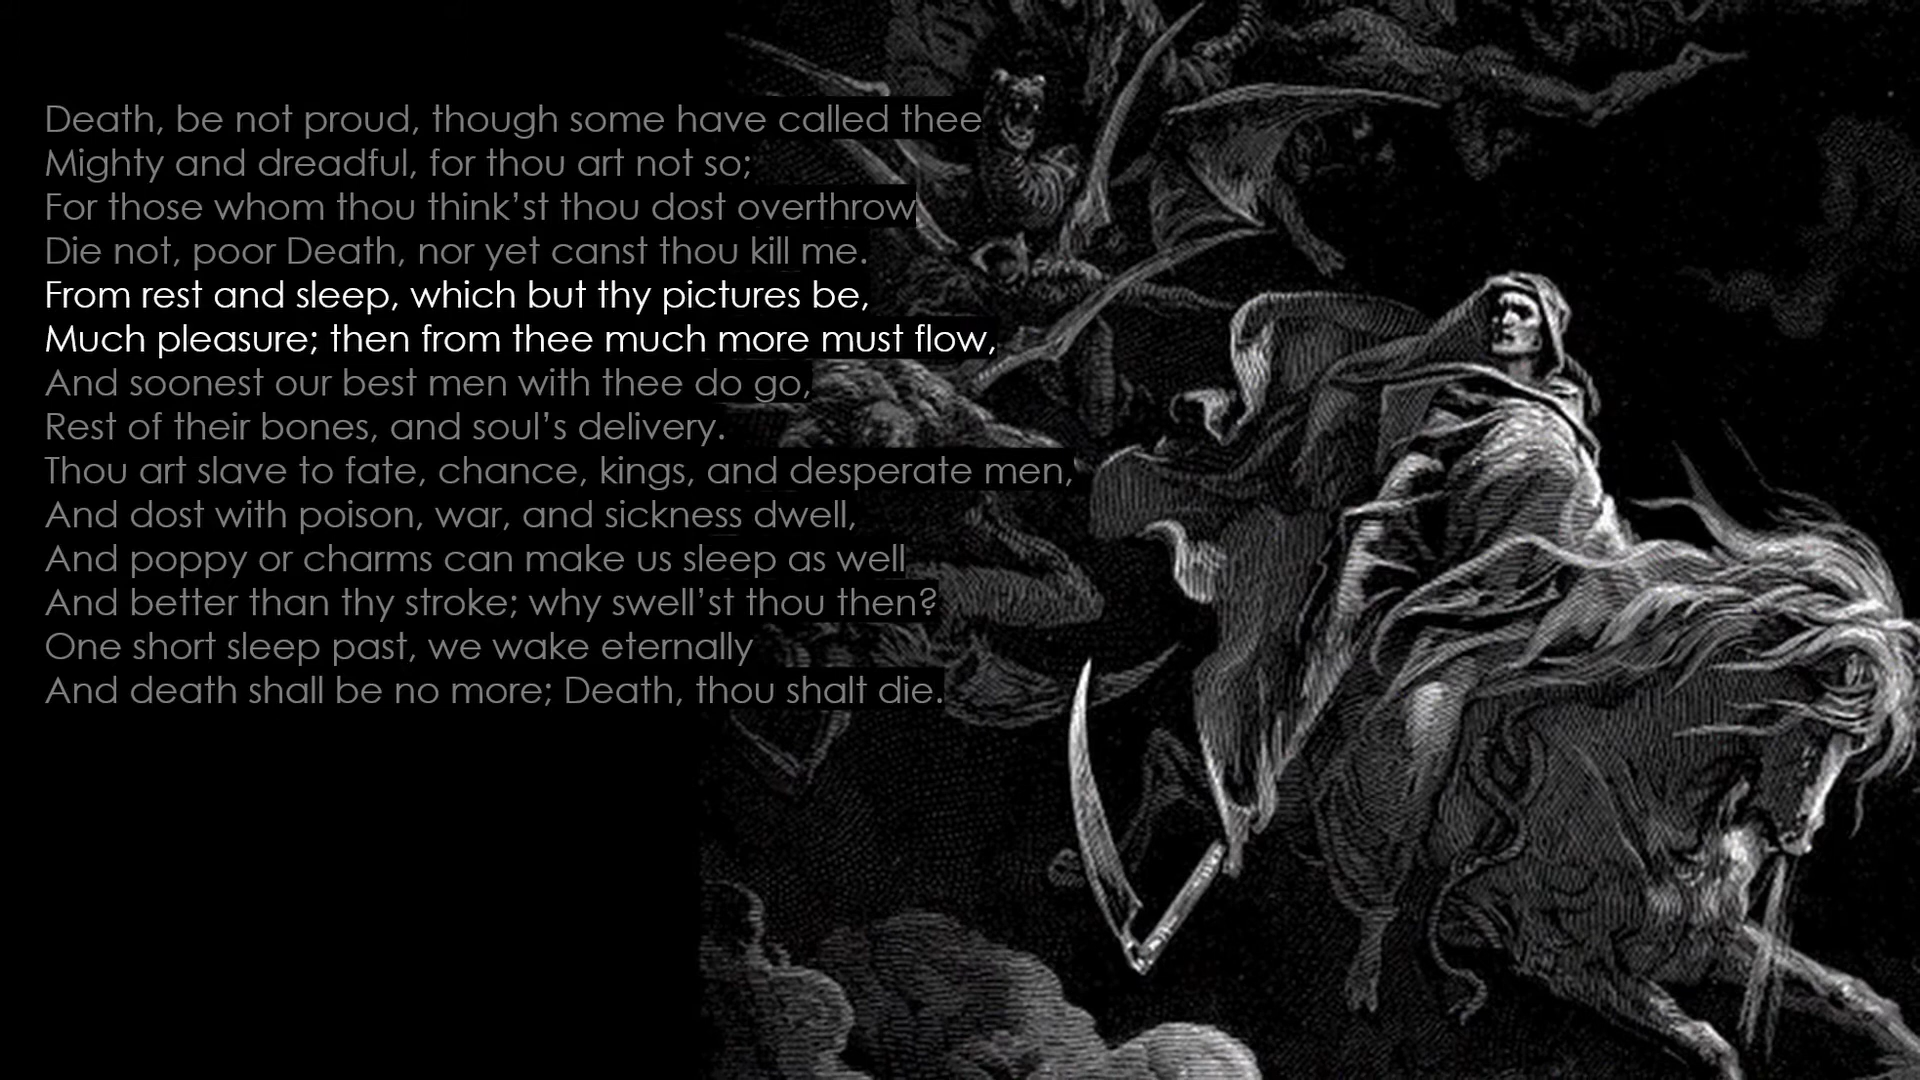 Death, be not proud, though some have called thee
Mighty and dreadful, for thou art not so;
For those whom thou think’st thou dost overthrow
Die not, poor Death, nor yet canst thou kill me.
From rest and sleep, which but thy pictures be,
Much pleasure; then from thee much more must flow,
And soonest our best men with thee do go,
Rest of their bones, and soul’s delivery.
Thou art slave to fate, chance, kings, and desperate men,
And dost with poison, war, and sickness dwell,
And poppy or charms can make us sleep as well
And better than thy stroke; why swell’st thou then?
One short sleep past, we wake eternally
And death shall be no more; Death, thou shalt die.